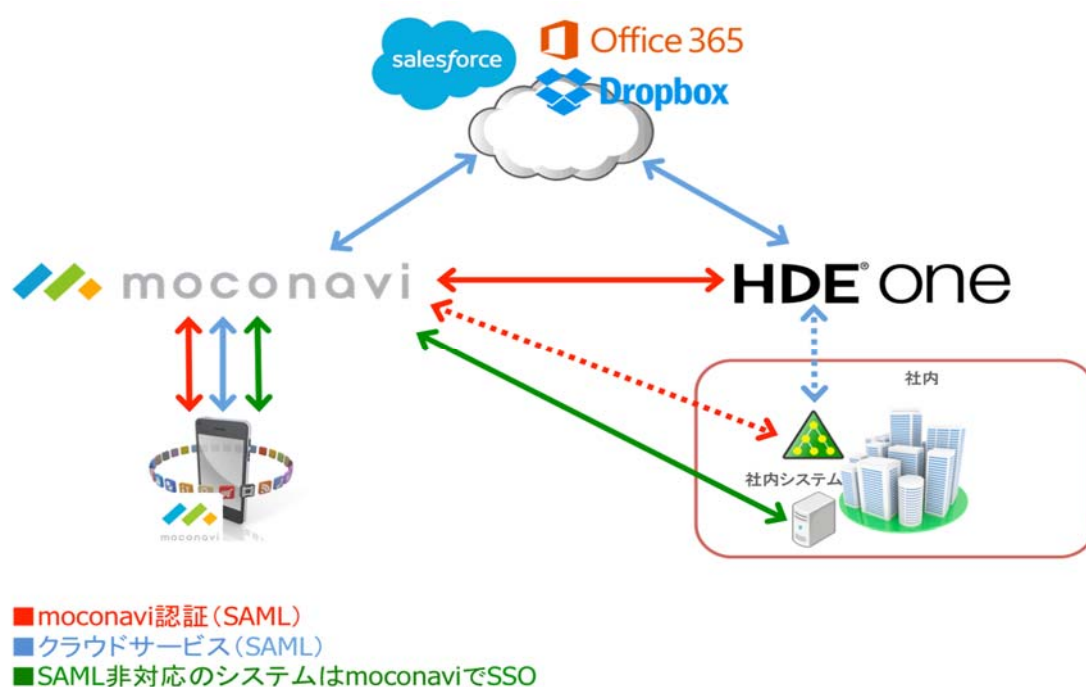 salesforce
Office 365
Dropbox
moconavi
HDE® one
社内
社内システム
moconavi
■moconavi認証(SAML)
■クラウドサービス(SAML)
■SAML非対応のシステムはmoconaviでSSO